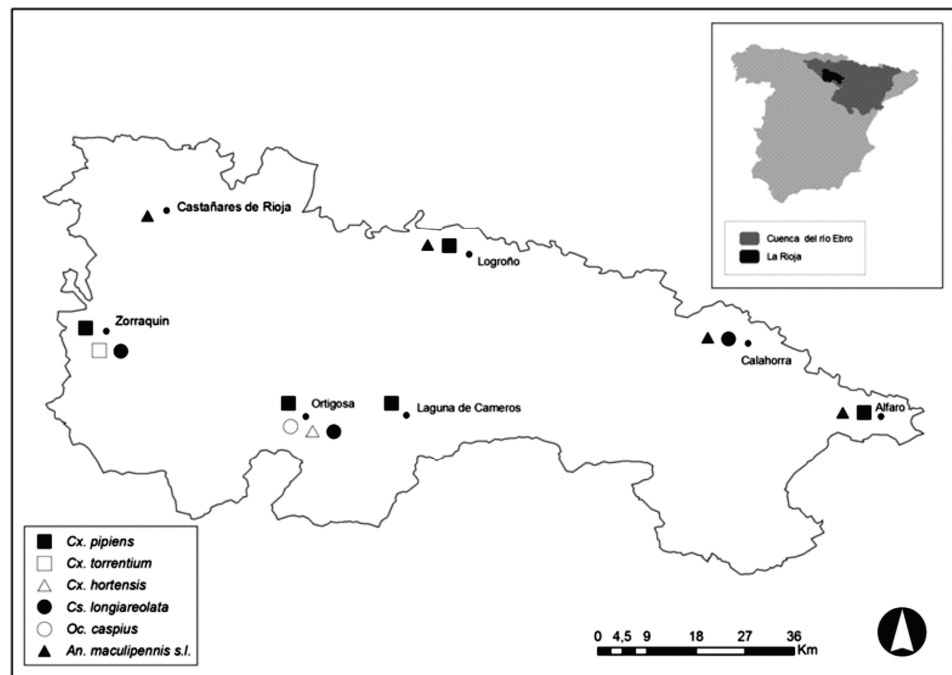 Cuenca del río Ebro
La Rioja
Castañares de Rioja
Logroño
Zorraquin
Calahorra
Ortigosa
Laguna de Cameros
Alfaro
Cx. pipiens
Cx. torrentium
Cx. hortensis
Cs. longiareolata
Oc. caspius
An. maculipennis s.l.
0 4,5 9 18 27 36
Km